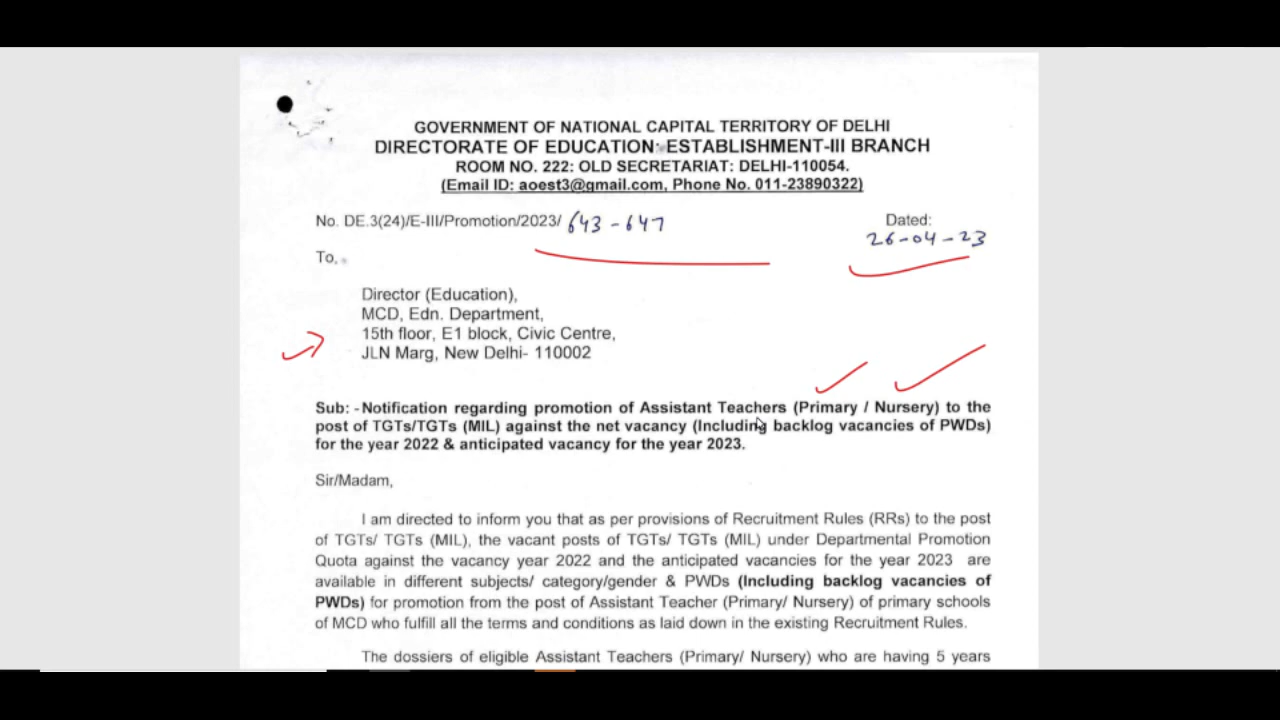 GOVERNMENT OF NATIONAL CAPITAL TERRITORY OF DELHI
DIRECTORATE OF EDUCATION: ESTABLISHMENT-III BRANCH
ROOM NO. 222: OLD SECRETARIAT: DELHI-110054.
(Email ID: aoest3@gmail.com, Phone No. 011-23890322)
No. DE.3(24)/E-III/Promotion/2023/ 643-647 Dated:
26-04-23
To,
Director (Education),
MCD, Edn. Department,
15th floor, E1 block, Civic Centre,
JLN Marg, New Delhi- 110002
Sub: - Notification regarding promotion of Assistant Teachers (Primary / Nursery) to the
post of TGTs/TGTs (MIL) against the net vacancy (Including backlog vacancies of PWDs)
for the year 2022 & anticipated vacancy for the year 2023.
Sir/Madam,
I am directed to inform you that as per provisions of Recruitment Rules (RRs) to the post
of TGTs/ TGTs (MIL), the vacant posts of TGTs/ TGTs (MIL) under Departmental Promotion
Quota against the vacancy year 2022 and the anticipated vacancies for the year 2023 are
available in different subjects/ category/gender & PWDs (Including backlog vacancies of
PWDs) for promotion from the post of Assistant Teacher (Primary/ Nursery) of primary schools
of MCD who fulfill all the terms and conditions as laid down in the existing Recruitment Rules.
The dossiers of eligible Assistant Teachers (Primary/ Nursery) who are having 5 years